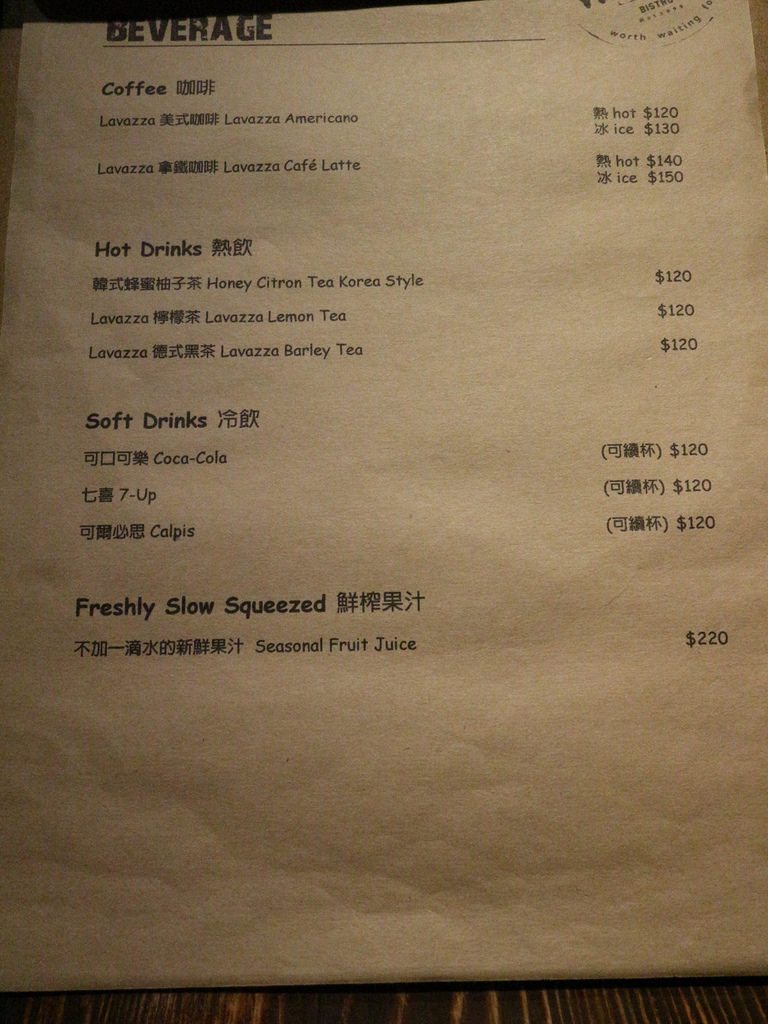 BEVERAGE
BISTRO
worth waiting
Coffee 咖啡
Lavazza 美式咖啡 Lavazza Americano 熱 hot $120
冰 ice $130
Lavazza 拿鐵咖啡 Lavazza Café Latte 熱 hot $140
冰 ice $150
Hot Drinks 熱飲
韓式蜂蜜柚子茶 Honey Citron Tea Korea Style $120
Lavazza 檸檬茶 Lavazza Lemon Tea $120
Lavazza 德式黑茶 Lavazza Barley Tea $120
Soft Drinks 冷飲
可口可樂 Coca-Cola (可續杯) $120
七喜 7-Up (可續杯) $120
可爾必思 Calpis (可續杯) $120
Freshly Slow Squeezed 鮮榨果汁
不加一滴水的新鮮果汁 Seasonal Fruit Juice $220